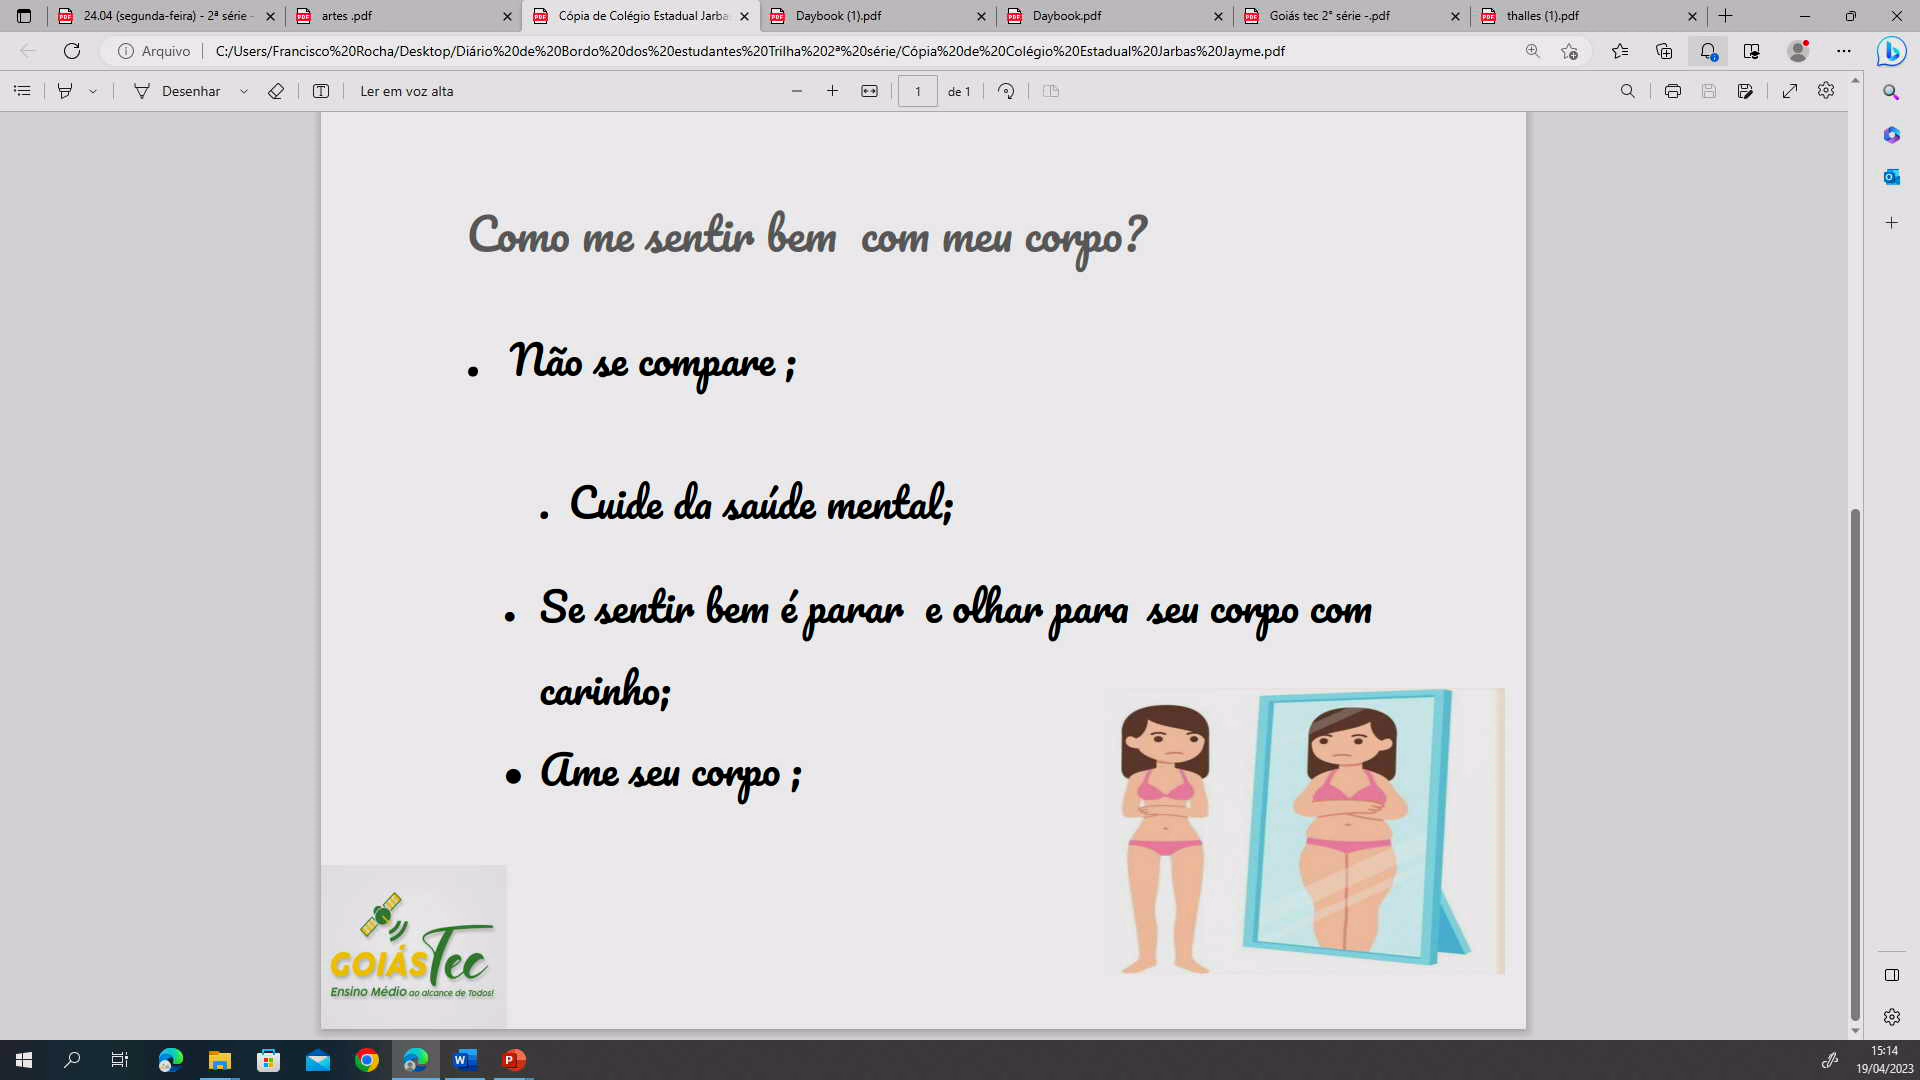 24.04 (segunda-feira) - 2ª série -
artes .pdf
Cópia de Colégio Estadual Jarba
Daybook (1).pdf
Daybook.pdf
Goiás tec 2° série -.pdf
thalles (1).pdf
Arquivo
C:/Users/Francisco%20Rocha/Desktop/Diário%20de%20Bordo%20dos%20estudantes%20Trilha%202ª%20série/Cópia%20de%20Colégio%20Estadual%20Jarbas%20Jayme.pdf
Desenhar
Ler em voz alta
1
de 1
Como me sentir bem com meu corpo?
. Não se compare ;
. Cuide da saúde mental;
. Se sentir bem é parar e olhar para seu corpo com
carinho;
● Ame seu corpo ;
GOIÁSTec
Ensino Médio ao alcance de Todos!
15:14
19/04/2023